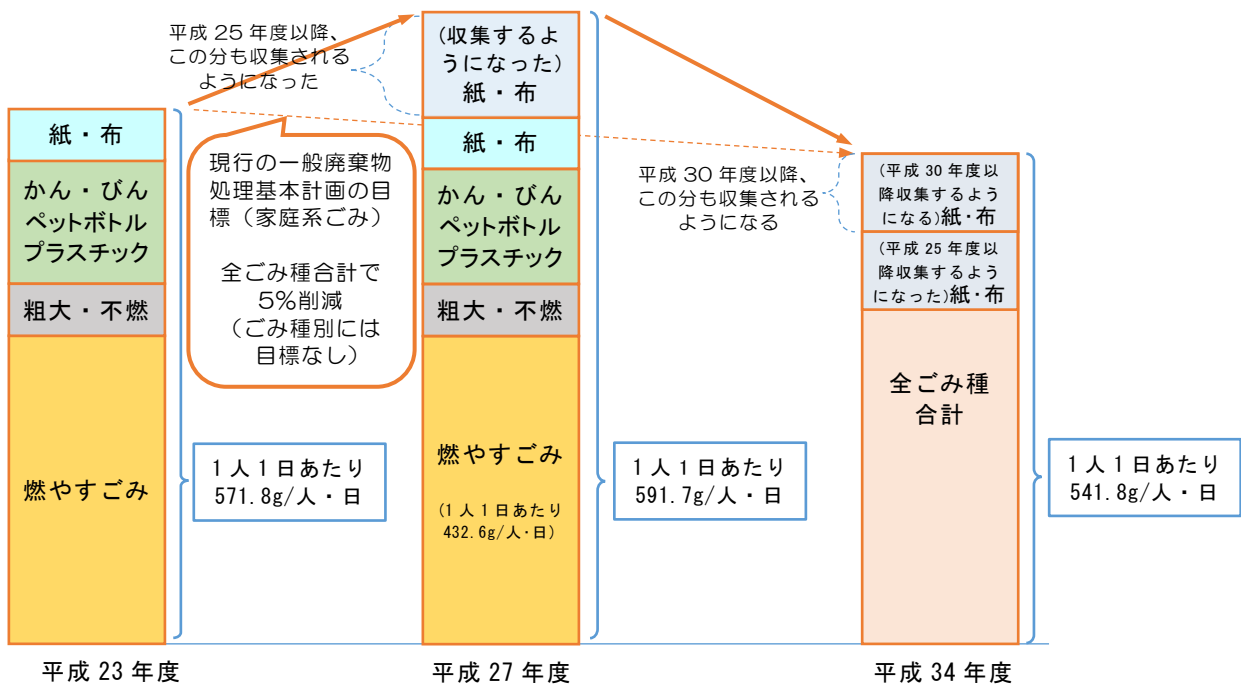 平成 25 年度以降、
この分も収集される
ようになった
紙・布
かん・びん
ペットボトル
プラスチック
粗大・不燃
燃やすごみ
1人1日あたり
571.8g/人・日
平成 23 年度
現行の一般廃棄物
処理基本計画の目
標（家庭系ごみ）
全ごみ種合計で
5%削減
（ごみ種別には
目標なし）
(収集するよ
うになった)
紙・布
紙・布
かん・びん
ペットボトル
プラスチック
粗大・不燃
燃やすごみ
(1人1日あたり
432.6g/人・日)
1人1日あたり
591.7g/人・日
平成 27 年度
平成 30 年度以降、
この分も収集される
ようになる
(平成 30 年度以
降収集するよう
になる)紙・布
(平成 25 年度以
降収集するよう
になった)紙・布
全ごみ種
合計
1人1日あたり
541.8g/人・日
平成 34 年度